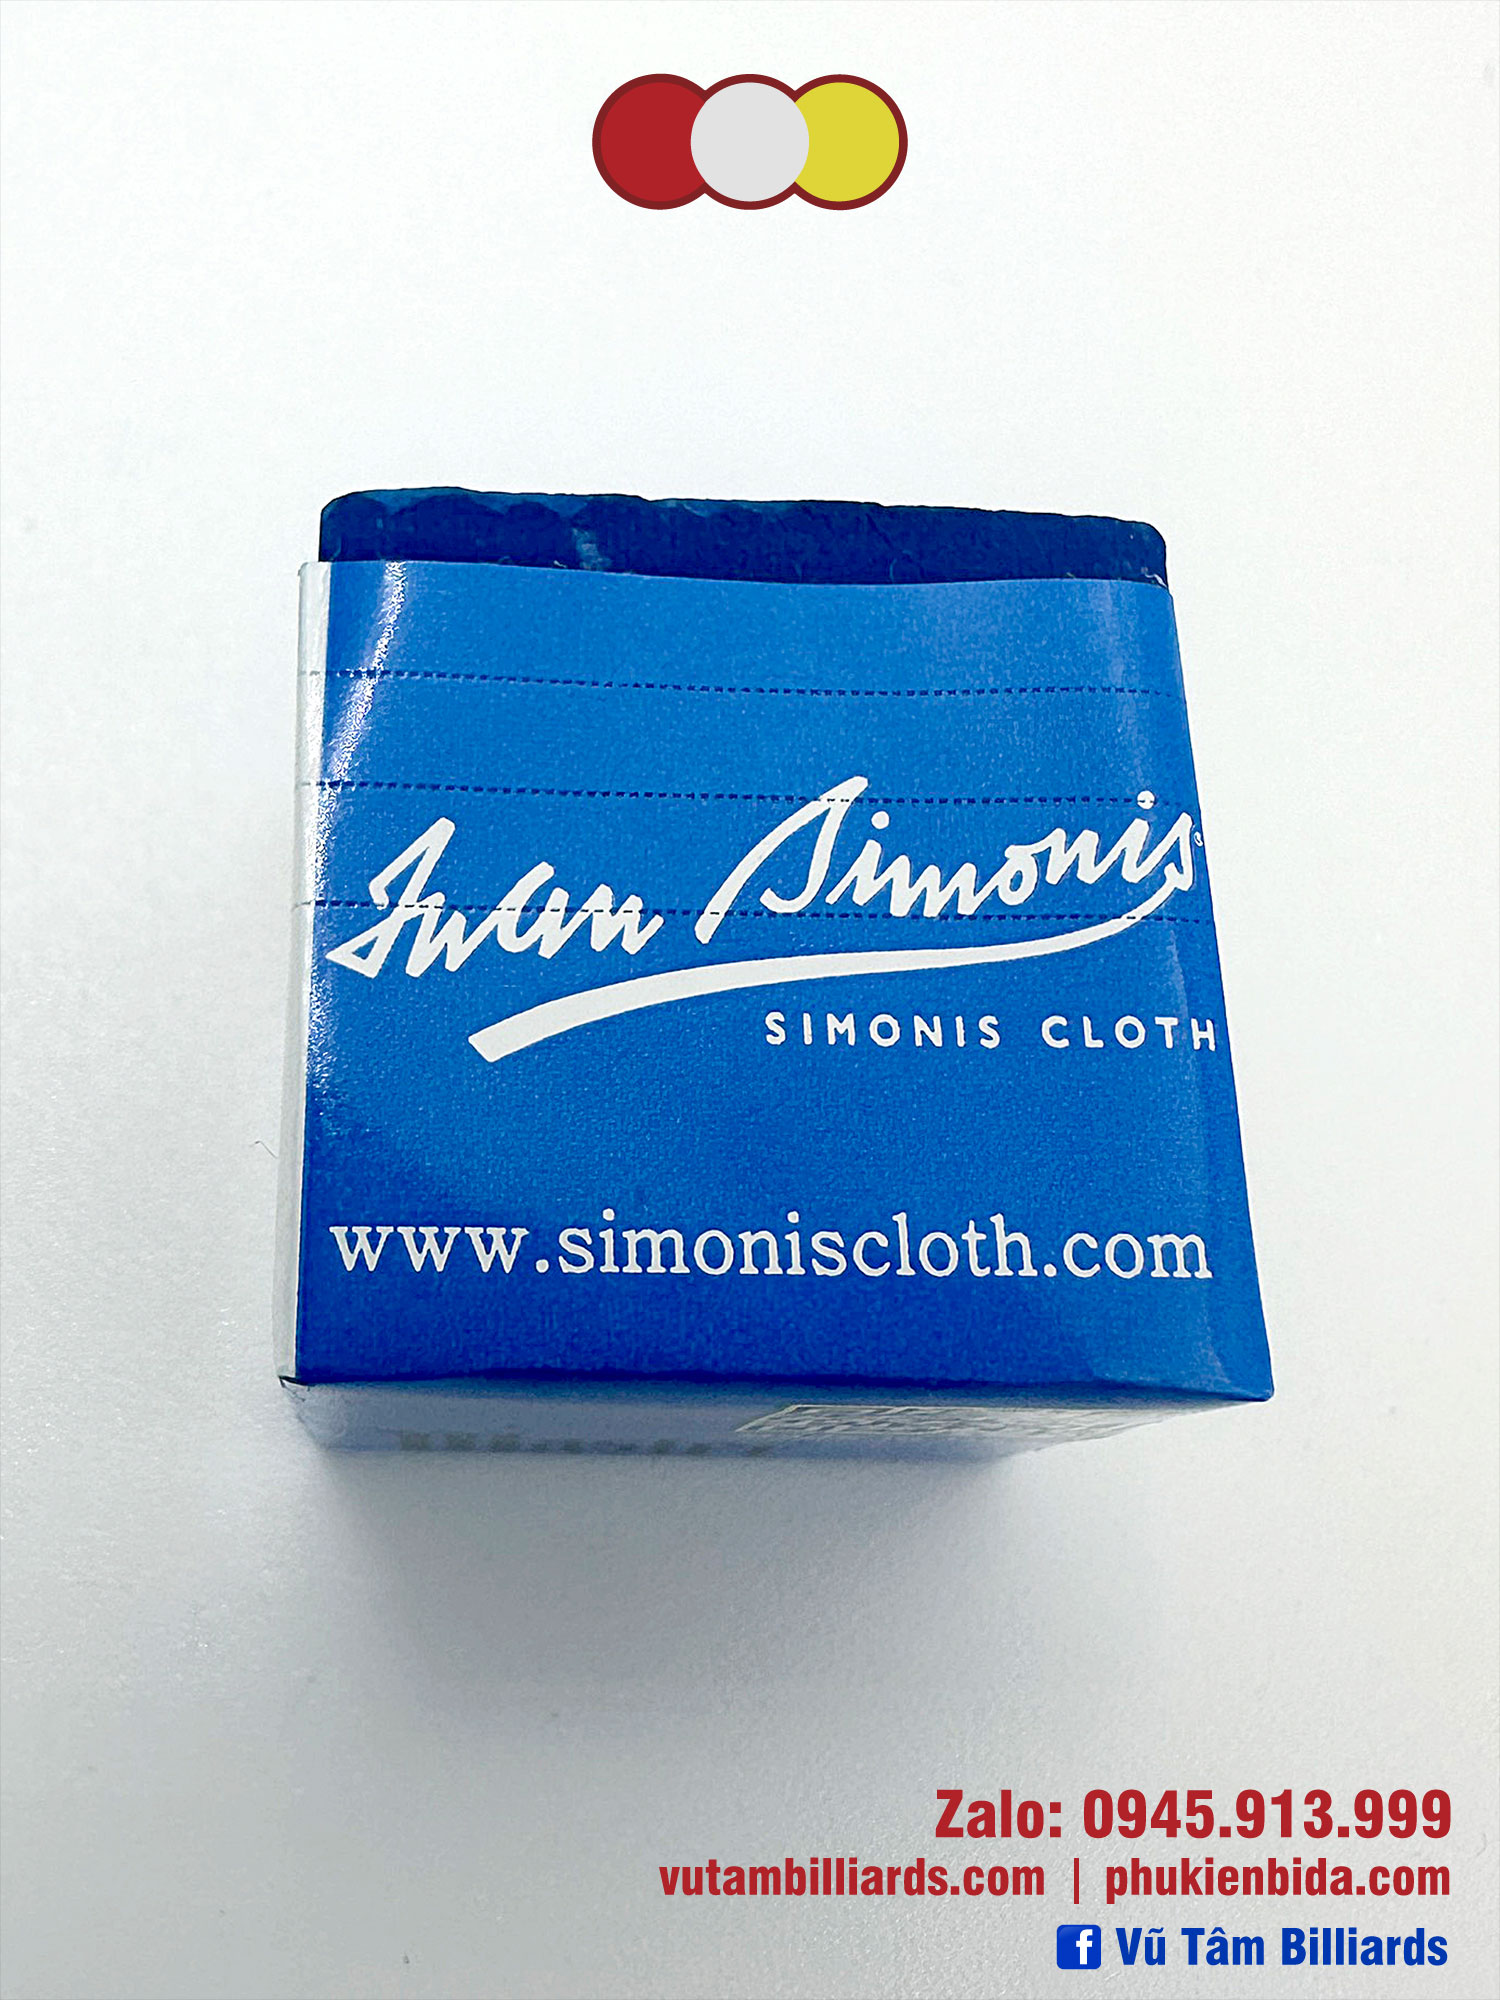 Iwan Simonis®
SIMONIS CLOTH
www.simoniscloth.com
Zalo: 0945.913.999
vutambilliards.com | phukienbida.com
Vũ Tâm Billiards